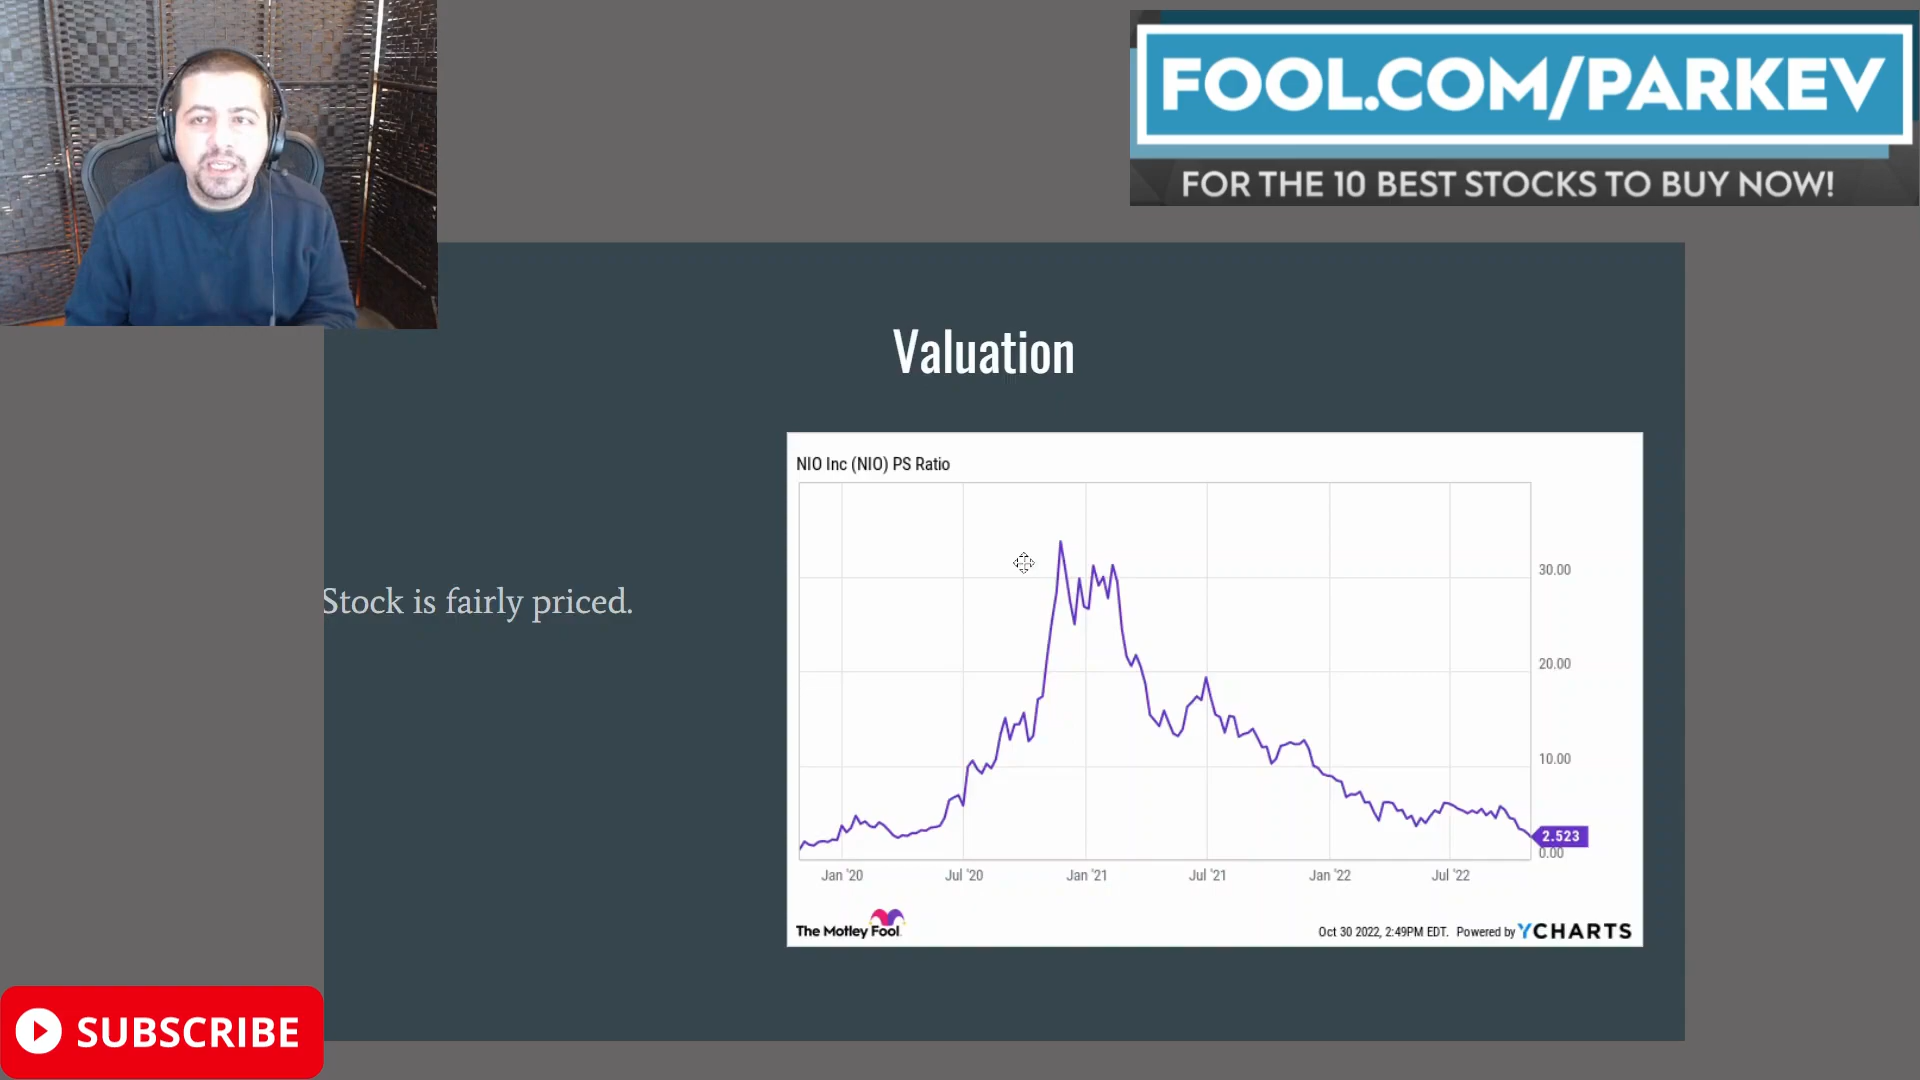 FOOL.COM/PARKEV
FOR THE 10 BEST STOCKS TO BUY NOW!
Valuation
Stock is fairly priced.
NIO Inc (NIO) PS Ratio
30.00
20.00
10.00
2.523
0.00
Jan '20
Jul '20
Jan '21
Jul '21
Jan '22
Jul '22
The Motley Fool.
Oct 30 2022, 2:49PM EDT. Powered by YCHARTS
SUBSCRIBE